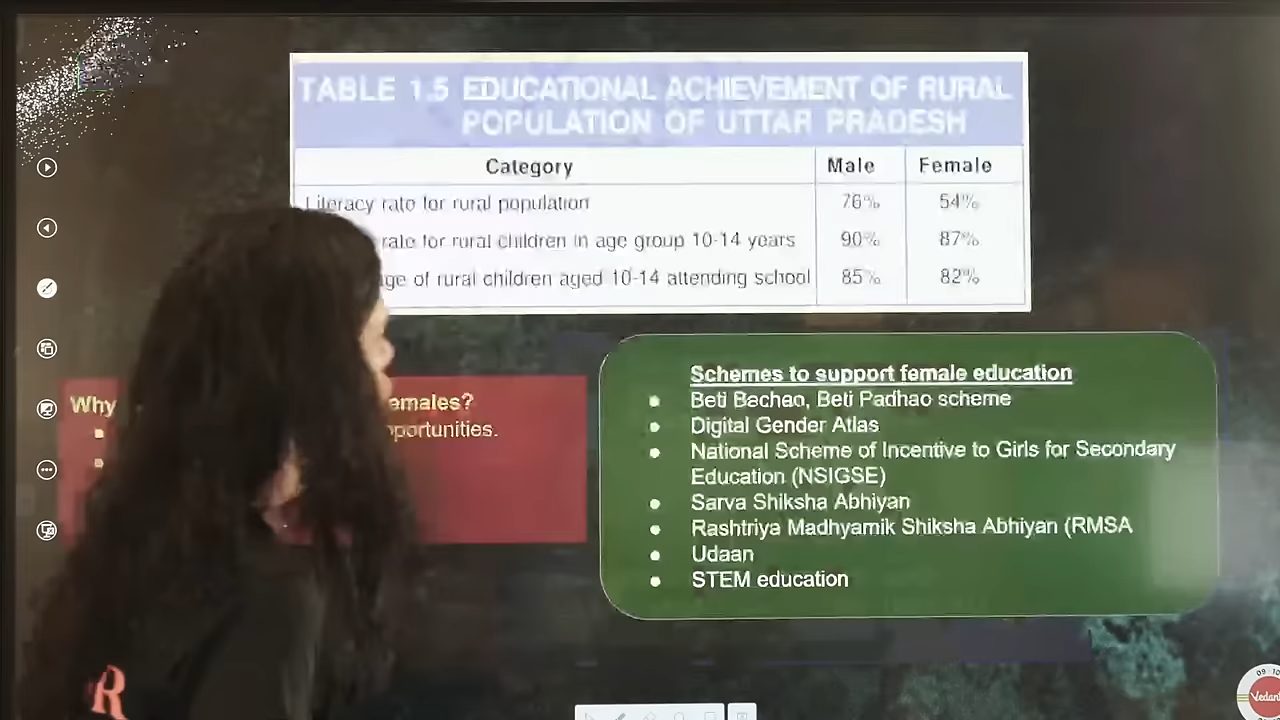 TABLE 1.5 EDUCATIONAL ACHIEVEMENT OF RURAL
POPULATION OF UTTAR PRADESH
Category Male Female
Literacy rate for rural population 76% 54%
rate for rural children in age group 10-14 years 90% 87%
of rural children aged 10-14 attending school 85% 82%
Why
Schemes to support female education
Beti Bachao, Beti Padhao scheme
Digital Gender Atlas
National Scheme of Incentive to Girls for Secondary
Education (NSIGSE)
Sarva Shiksha Abhiyan
Rashtriya Madhyamik Shiksha Abhiyan (RMSA
Udaan
STEM education
R